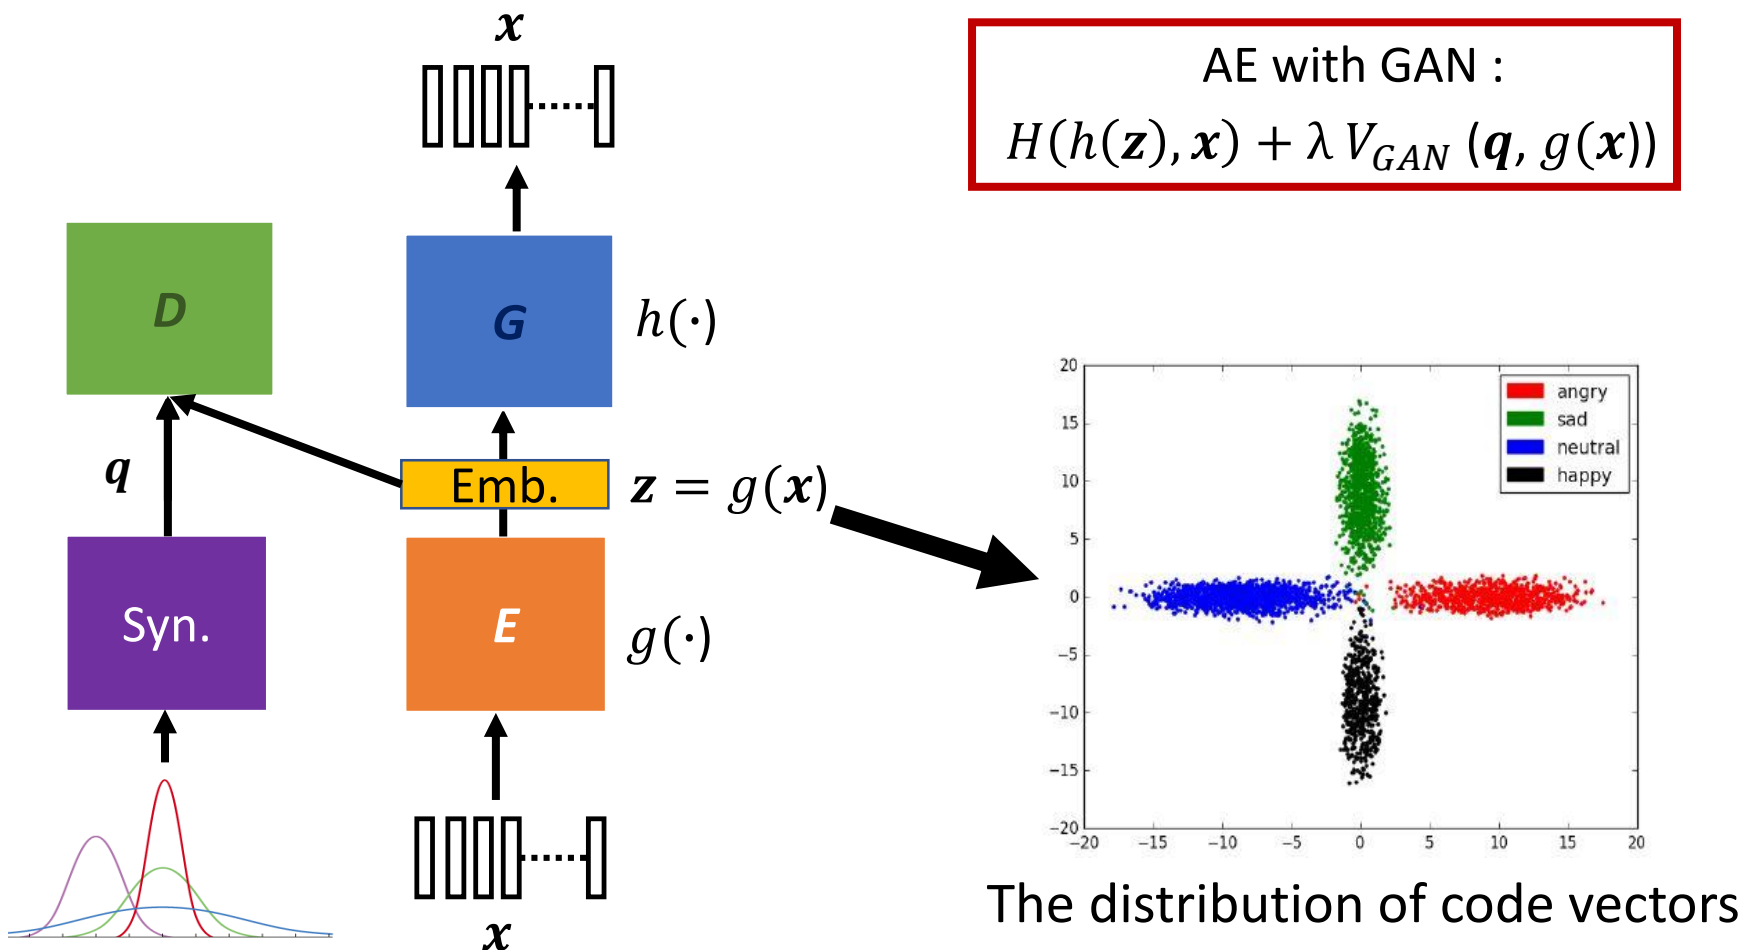 x
AE with GAN :
H(h(z), x) + λ V_GAN (q, g(x))
D
G
h(·)
q
Emb.
z = g(x)
Syn.
E
g(·)
x
20
15
10
5
0
−5
−10
−15
−20
−20 −15 −10 −5 0 5 10 15 20
angry
sad
neutral
happy
The distribution of code vectors